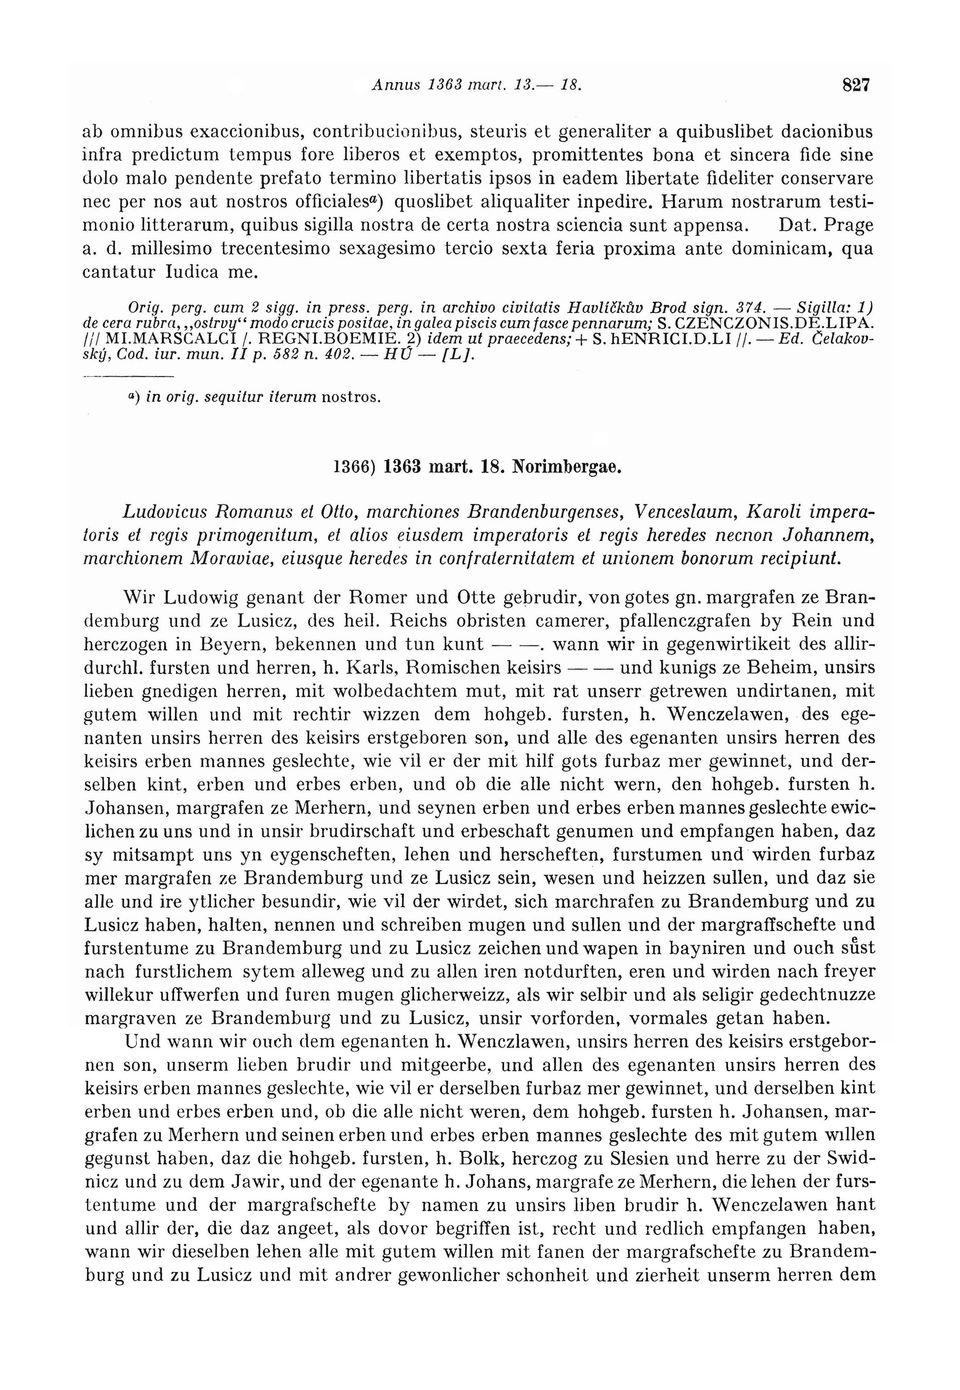 Annus 1363 mart. 13.— 18. 827
ab omnibus exaccionibus, contribucionibus, steuris et generaliter a quibuslibet dacionibus
infra predictum tempus fore liberos et exemptos, promittentes bona et sincera fide sine
dolo malo pendente prefato termino libertatis ipsos in eadem libertate fideliter conservare
nec per nos aut nostros officialesa) quoslibet aliqualiter inpedire. Harum nostrarum testi-
monio litterarum, quibus sigilla nostra de certa nostra sciencia sunt appensa. Dat. Prage
a. d. millesimo trecentesimo sexagesimo tercio sexta feria proxima ante dominicam, qua
cantatur Iudica me.
Orig. perg. cum 2 sigg. in press. perg. in archivo civitatis Havlíčkův Brod sign. 374. — Sigilla: 1)
de cera rubra, „ostrvy“ modo crucis positae, in galea piscis cum fasce pennarum; S. CZENCZONIS.DE.LIPA.
/// MI.MARSCALCI /. REGNI.BOEMIE. 2) idem ut praecedens; + S. hENRICI.D.LI //. — Ed. Čelakov-
ský, Cod. iur. mun. II p. 582 n. 402. — HÚ — [L].
a) in orig. sequitur iterum nostros.
1366) 1363 mart. 18. Norimbergae.
Ludovicus Romanus et Otto, marchiones Brandenburgenses, Venceslaum, Karoli impera-
toris et regis primogenitum, et alios eiusdem imperatoris et regis heredes necnon Johannem,
marchionem Moraviae, eiusque heredes in confraternitatem et unionem bonorum recipiunt.
Wir Ludowig genant der Romer und Otte gebrudir, von gotes gn. margrafen ze Bran-
demburg und ze Lusicz, des heil. Reichs obristen camerer, pfallenczgrafen by Rein und
herczogen in Beyern, bekennen und tun kunt — —. wann wir in gegenwirtikeit des allir-
durchl. fursten und herren, h. Karls, Romischen keisirs — — und kunigs ze Beheim, unsirs
lieben gnedigen herren, mit wolbedachtem mut, mit rat unserr getrewen undirtanen, mit
gutem willen und mit rechtir wizzen dem hohgeb. fursten, h. Wenczelawen, des ege-
nanten unsirs herren des keisirs erstgeboren son, und alle des egenanten unsirs herren des
keisirs erben mannes geslechte, wie vil er der mit hilf gots furbaz mer gewinnet, und der-
selben kint, erben und erbes erben, und ob die alle nicht wern, den hohgeb. fursten h.
Johansen, margrafen ze Merhern, und seynen erben und erbes erben mannes geslechte ewic-
lichen zu uns und in unsir brudirschaft und erbeschaft genumen und empfangen haben, daz
sy mitsampt uns yn eygenscheften, lehen und herscheften, furstumen und wirden furbaz
mer margrafen ze Brandemburg und ze Lusicz sein, wesen und heizzen sullen, und daz sie
alle und ire ytlicher besundir, wie vil der wirdet, sich marchrafen zu Brandemburg und zu
Lusicz haben, halten, nennen und schreiben mugen und sullen und der margraffschefte und
furstentume zu Brandemburg und zu Lusicz zeichen und wapen in bayniren und ouch sůst
nach furstlichem sytem alleweg und zu allen iren notdurften, eren und wirden nach freyer
willekur uffwerfen und furen mugen glicherweizz, als wir selbir und als seligir gedechtnuzze
margraven ze Brandemburg und zu Lusicz, unsir vorforden, vormales getan haben.
Und wann wir ouch dem egenanten h. Wenczlawen, unsirs herren des keisirs erstgebor-
nen son, unserm lieben brudir und mitgeerbe, und allen des egenanten unsirs herren des
keisirs erben mannes geslechte, wie vil er derselben furbaz mer gewinnet, und derselben kint
erben und erbes erben und, ob die alle nicht weren, dem hohgeb. fursten h. Johansen, mar-
grafen zu Merhern und seinen erben und erbes erben mannes geslechte des mit gutem willen
gegunst haben, daz die hohgeb. fursten, h. Bolk, herczog zu Slesien und herre zu der Swid-
nicz und zu dem Jawir, und der egenante h. Johans, margrafe ze Merhern, die lehen der furs-
tentume und der margrafschefte by namen zu unsirs liben brudir h. Wenczelawen hant
und allir der, die daz angeet, als dovor begriffen ist, recht und redlich empfangen haben,
wann wir dieselben lehen alle mit gutem willen mit fanen der margrafschefte zu Brandem-
burg und zu Lusicz und mit andrer gewonlicher schonheit und zierheit unserm herren dem